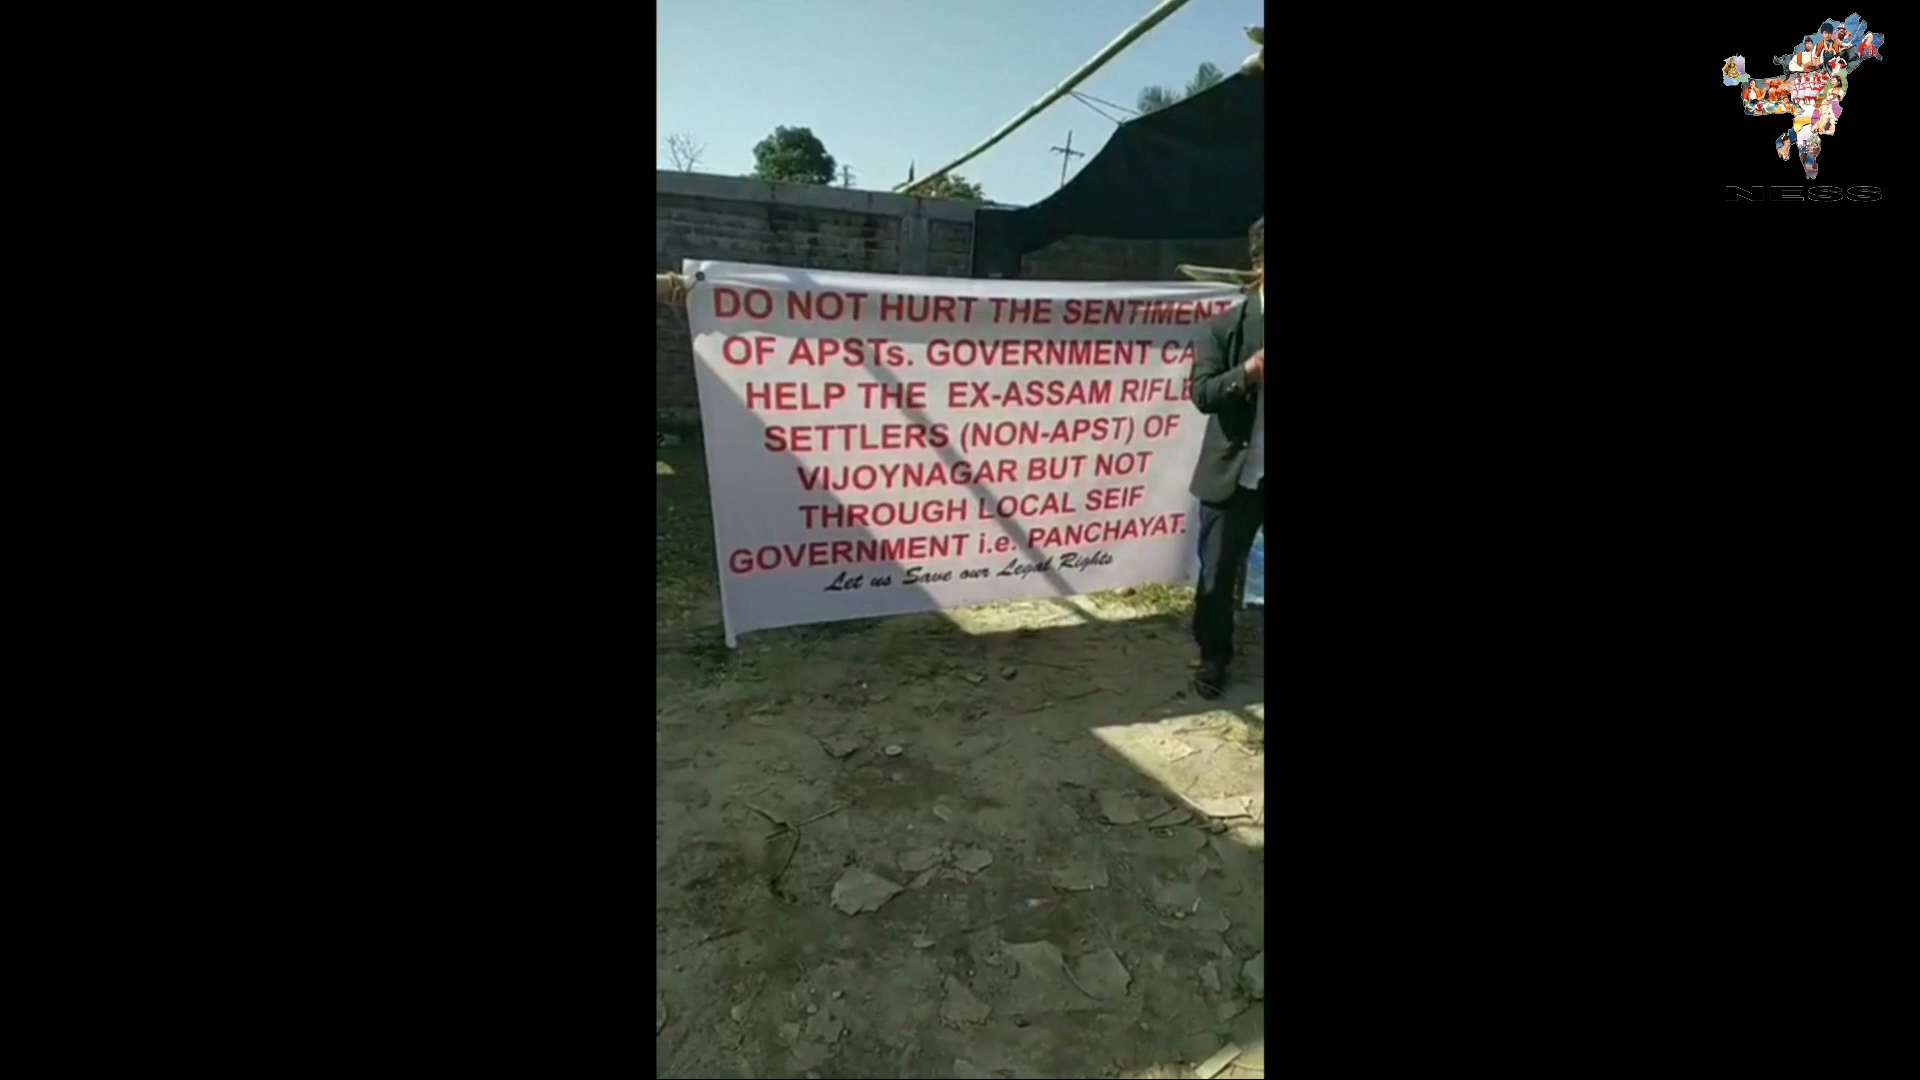 DO NOT HURT THE SENTIMENT
OF APSTs. GOVERNMENT CA
HELP THE EX-ASSAM RIFLE
SETTLERS (NON-APST) OF
VIJOYNAGAR BUT NOT
THROUGH LOCAL SEIF
GOVERNMENT i.e. PANCHAYAT.
Let us Save our Legal Rights
NESS